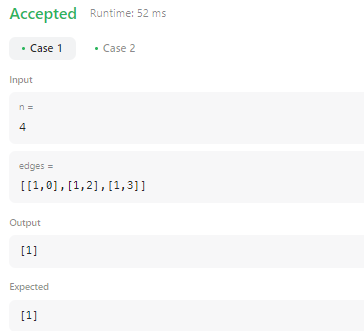 Accepted Runtime: 52 ms
• Case 1 • Case 2
Input
n =
4
edges =
[[1,0],[1,2],[1,3]]
Output
[1]
Expected
[1]